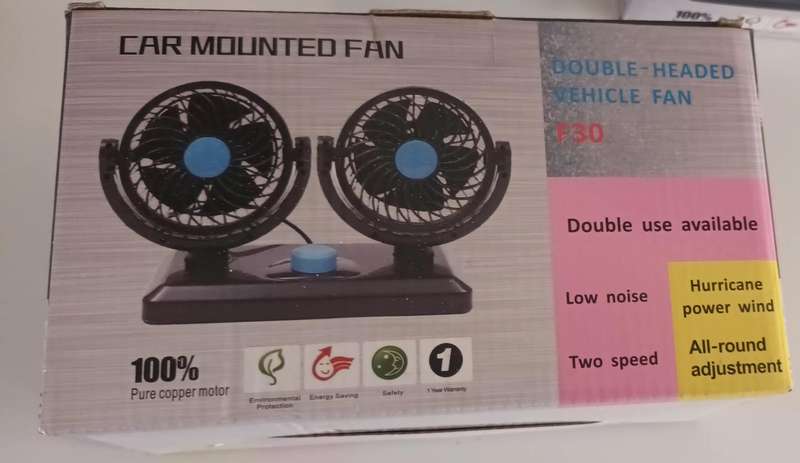 CAR MOUNTED FAN
DOUBLE-HEADED
VEHICLE FAN
F30
Double use available
Low noise
Hurricane
power wind
Two speed
All-round
adjustment
100%
Pure copper motor
Environmental
Protection
Energy Saving
Safety
1
1 Year Warranty
100%